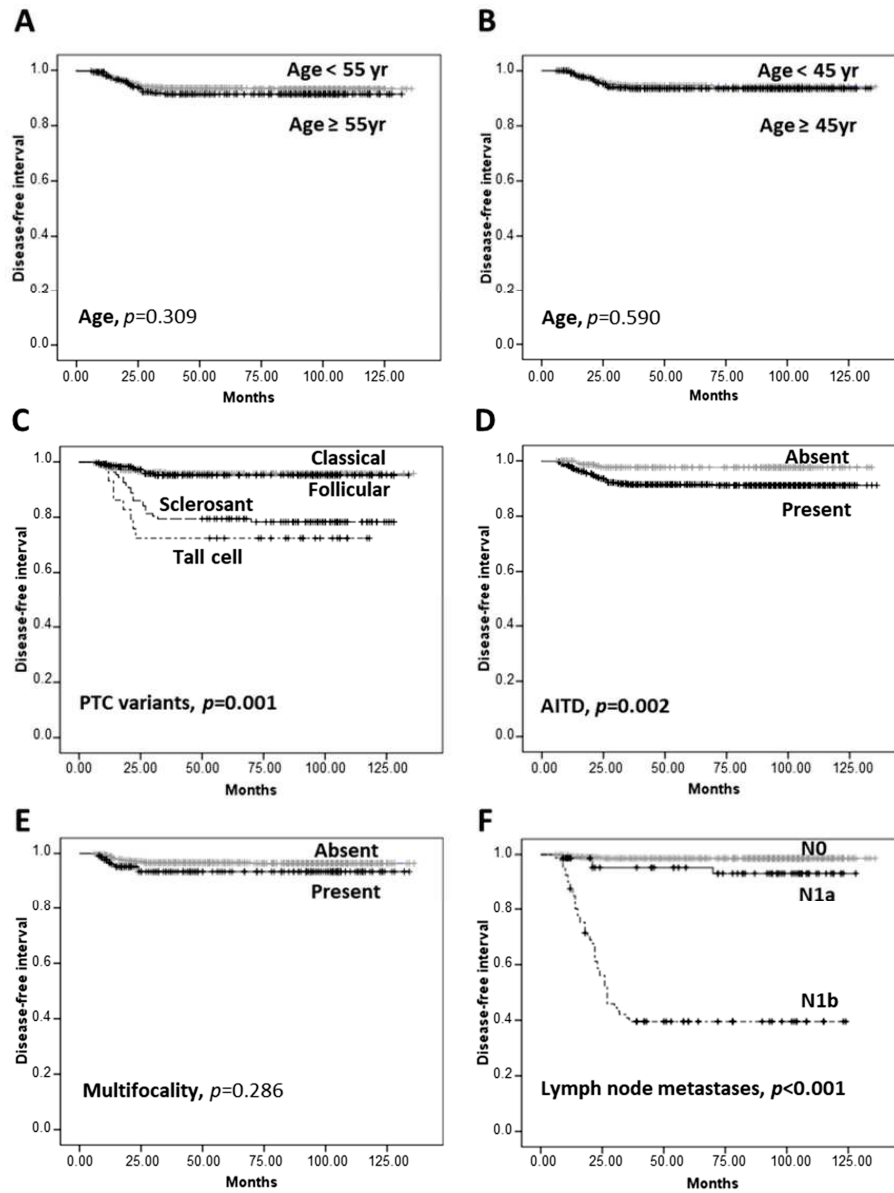 A
Disease-free interval
1.0
0.8
0.6
0.4
0.2
0.0
Age < 55 yr
Age ≥ 55yr
Age, p=0.309
0.00 25.00 50.00 75.00 100.00 125.00
Months
B
Diseaase-free interval
1.0
0.8
0.6
0.4
0.2
0.0
Age < 45 yr
Age ≥ 45yr
Age, p=0.590
0.00 25.00 50.00 75.00 100.00 125.00
Months
C
Disease-free interval
1.0
0.8
0.6
0.4
0.2
0.0
Classical
Follicular
Sclerosant
Tall cell
PTC variants, p=0.001
0.00 25.00 50.00 75.00 100.00 125.00
Months
D
Disease-free interval
1.0
0.8
0.6
0.4
0.2
0.0
Absent
Present
AITD, p=0.002
0.00 25.00 50.00 75.00 100.00 125.00
Months
E
Disease-free interval
1.0
0.8
0.6
0.4
0.2
0.0
Absent
Present
Multifocality, p=0.286
0.00 25.00 50.00 75.00 100.00 125.00
Months
F
Disease-free interval
1.0
0.8
0.6
0.4
0.2
0.0
N0
N1a
N1b
Lymph node metastases, p<0.001
0.00 25.00 50.00 75.00 100.00 125.00
Months